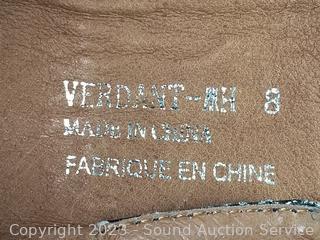 VERDANT-MH 8
MADE IN CHINA
FABRIQUE EN CHINE
Copyright 2023 - Sound Auction Service